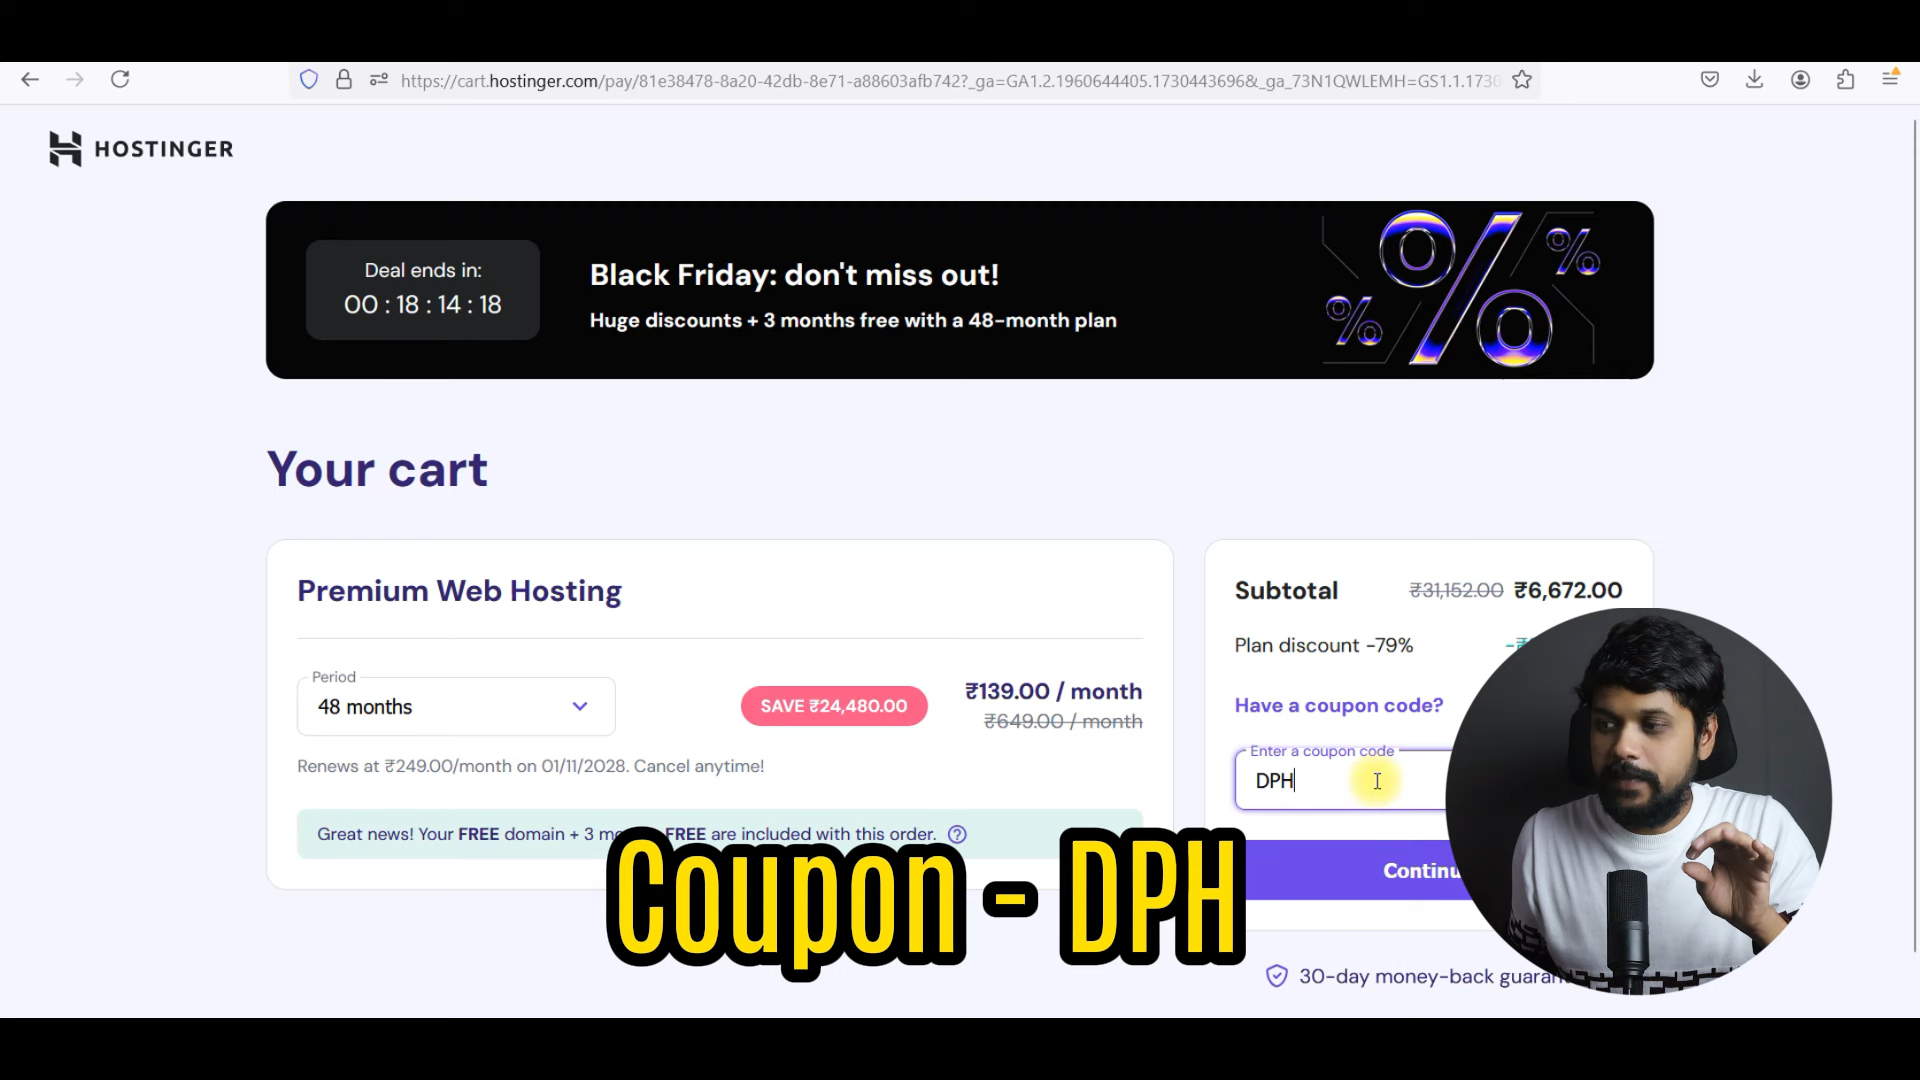 https://cart.hostinger.com/pay/81e38478-8a20-42db-8e71-a88603afb742?_ga=GA1.2.1960644405.1730443696&_ga_73N1QWLEMH=GS1.1.1730
HOSTINGER
Deal ends in:
00 : 18 : 14 : 18
Black Friday: don't miss out!
Huge discounts + 3 months free with a 48-month plan
Your cart
Premium Web Hosting
Period
48 months
SAVE ₹24,480.00
₹139.00 / month
₹649.00 / month
Renews at ₹249.00/month on 01/11/2028. Cancel anytime!
Great news! Your FREE domain + 3 FREE are included with this order.
Subtotal ₹31,152.00 ₹6,672.00
Plan discount -79%
Have a coupon code?
Enter a coupon code
DPH
30-day money-back
Coupon - DPH